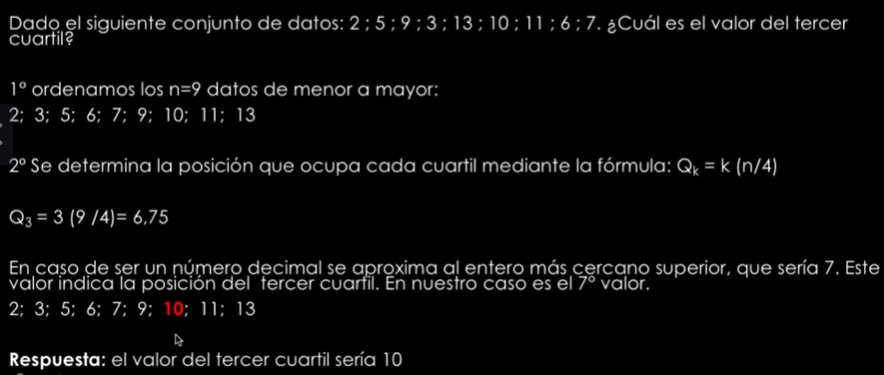 Dado el siguiente conjunto de datos: 2 ; 5 ; 9 ; 3 ; 13 ; 10 ; 11 ; 6 ; 7. ¿Cuál es el valor del tercer
cuartil?
1º ordenamos los n=9 datos de menor a mayor:
2; 3; 5; 6; 7; 9; 10; 11; 13
2º Se determina la posición que ocupa cada cuartil mediante la fórmula: Qₖ = k (n/4)
Q₃ = 3 (9 /4)= 6,75
En caso de ser un número decimal se aproxima al entero más cercano superior, que sería 7. Este
valor indica la posición del tercer cuartil. En nuestro caso es el 7º valor.
2; 3; 5; 6; 7; 9; 10; 11; 13
Respuesta: el valor del tercer cuartil sería 10